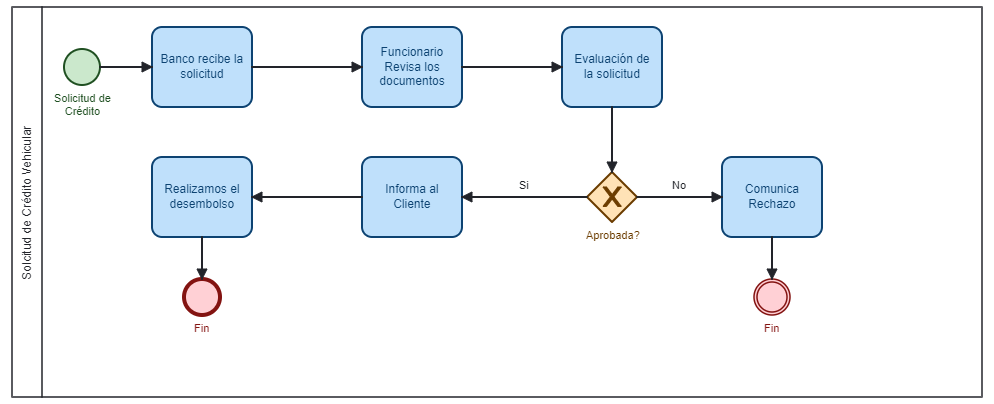 Solcitud de Crédito Vehicular
Solicitud de
Crédito
Banco recibe la
solicitud
Funcionario
Revisa los
documentos
Evaluación de
la solicitud
Realizamos el
desembolso
Informa al
Cliente
Si
X
Aprobada?
No
Comunica
Rechazo
Fin
Fin